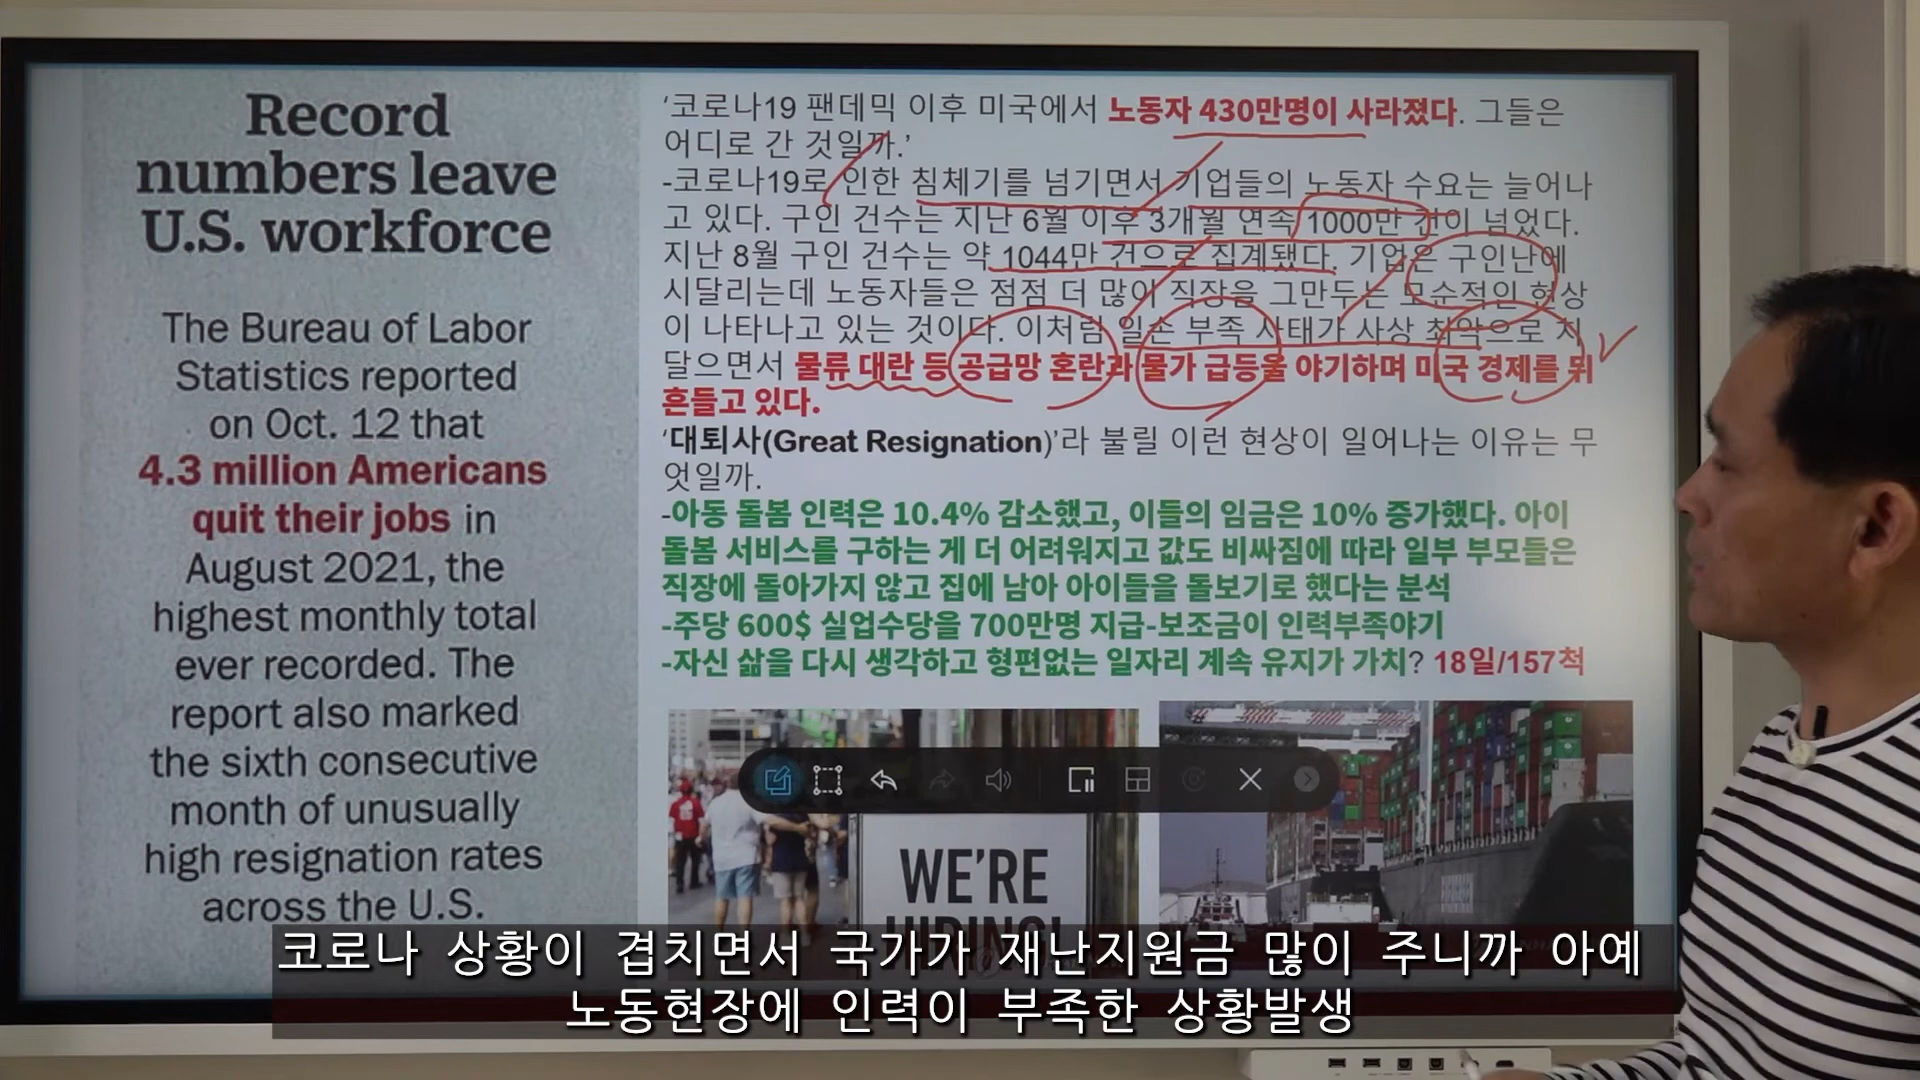 Record
numbers leave
U.S. workforce
The Bureau of Labor
Statistics reported
on Oct. 12 that
4.3 million Americans
quit their jobs in
August 2021, the
highest monthly total
ever recorded. The
report also marked
the sixth consecutive
month of unusually
high resignation rates
across the U.S.
‘코로나19 팬데믹 이후 미국에서 노동자 430만명이 사라졌다. 그들은
어디로 간 것일까.’
-코로나19로 인한 침체기를 넘기면서 기업들의 노동자 수요는 늘어나
고 있다. 구인 건수는 지난 6월 이후 3개월 연속 1000만 건이 넘었다.
지난 8월 구인 건수는 약 1044만 건으로 집계됐다. 기업은 구인난에
시달리는데 노동자들은 점점 더 많이 직장을 그만두는 모순적인 현상
이 나타나고 있는 것이다. 이처럼 일손 부족 사태가 사상 최악으로 치
달으면서 물류 대란 등 공급망 혼란과 물가 급등을 야기하며 미국 경제를 뒤
흔들고 있다.
‘대퇴사(Great Resignation)’라 불릴 이런 현상이 일어나는 이유는 무
엇일까.
-아동 돌봄 인력은 10.4% 감소했고, 이들의 임금은 10% 증가했다. 아이
돌봄 서비스를 구하는 게 더 어려워지고 값도 비싸짐에 따라 일부 부모들은
직장에 돌아가지 않고 집에 남아 아이들을 돌보기로 했다는 분석
-주당 600$ 실업수당을 700만명 지급-보조금이 인력부족야기
-자신 삶을 다시 생각하고 형편없는 일자리 계속 유지가 가치? 18일/157척
WE'RE
HIRING!
코로나 상황이 겹치면서 국가가 재난지원금 많이 주니까 아예
노동현장에 인력이 부족한 상황발생